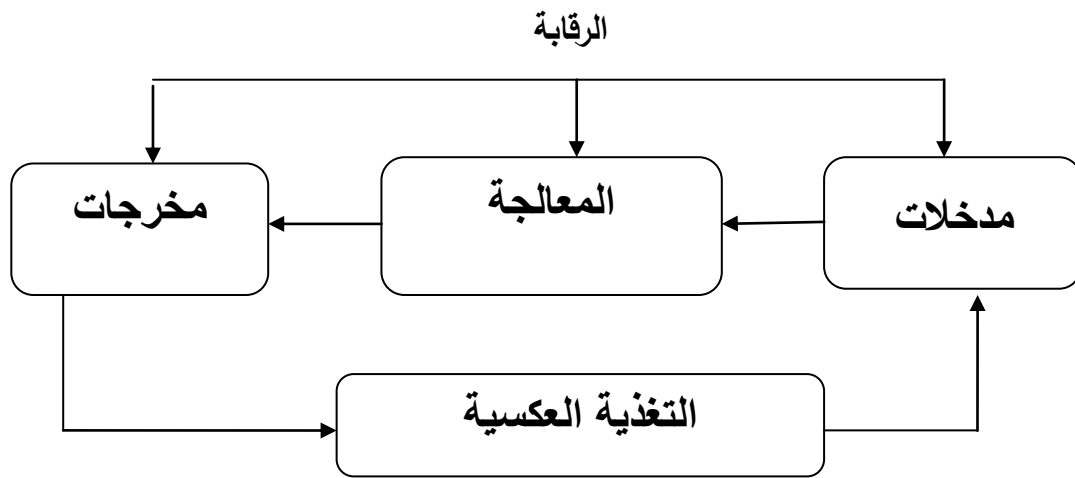 الرقابة
مدخلات
المعالجة
مخرجات
التغذية العكسية